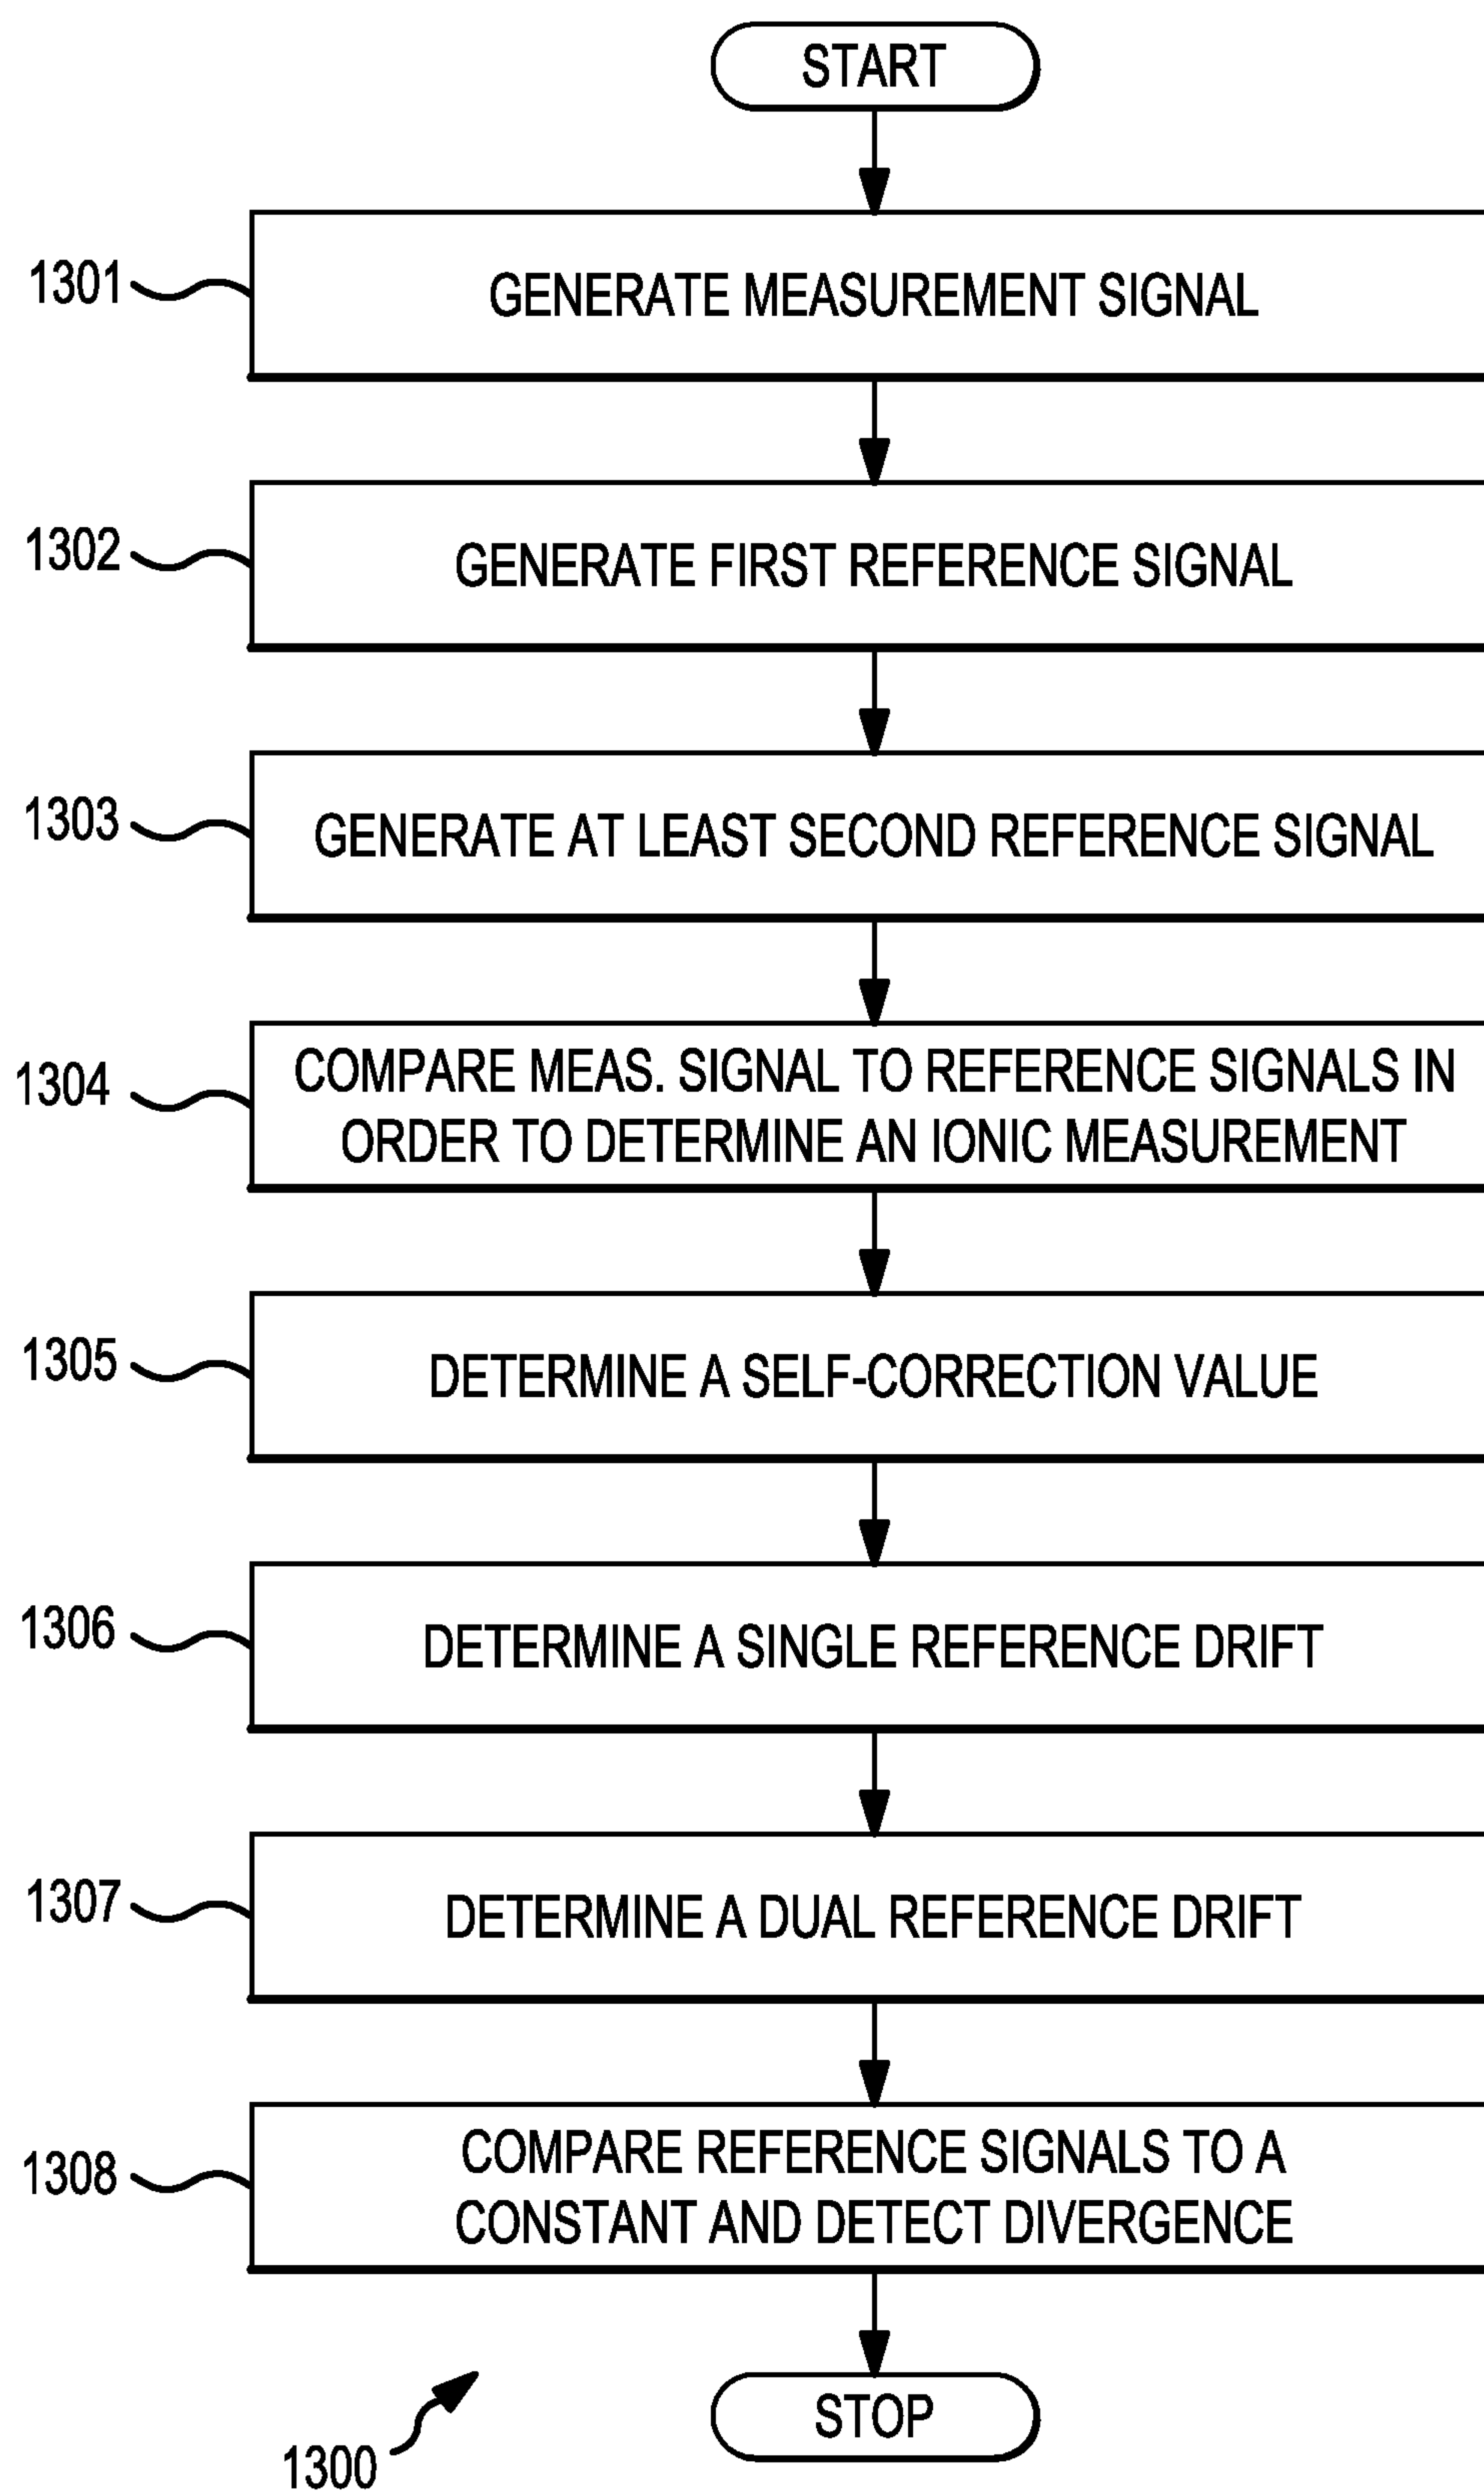 START
1301
GENERATE MEASUREMENT SIGNAL
1302
GENERATE FIRST REFERENCE SIGNAL
1303
GENERATE AT LEAST SECOND REFERENCE SIGNAL
1304
COMPARE MEAS. SIGNAL TO REFERENCE SIGNALS IN
ORDER TO DETERMINE AN IONIC MEASUREMENT
1305
DETERMINE A SELF-CORRECTION VALUE
1306
DETERMINE A SINGLE REFERENCE DRIFT
1307
DETERMINE A DUAL REFERENCE DRIFT
1308
COMPARE REFERENCE SIGNALS TO A
CONSTANT AND DETECT DIVERGENCE
STOP
1300